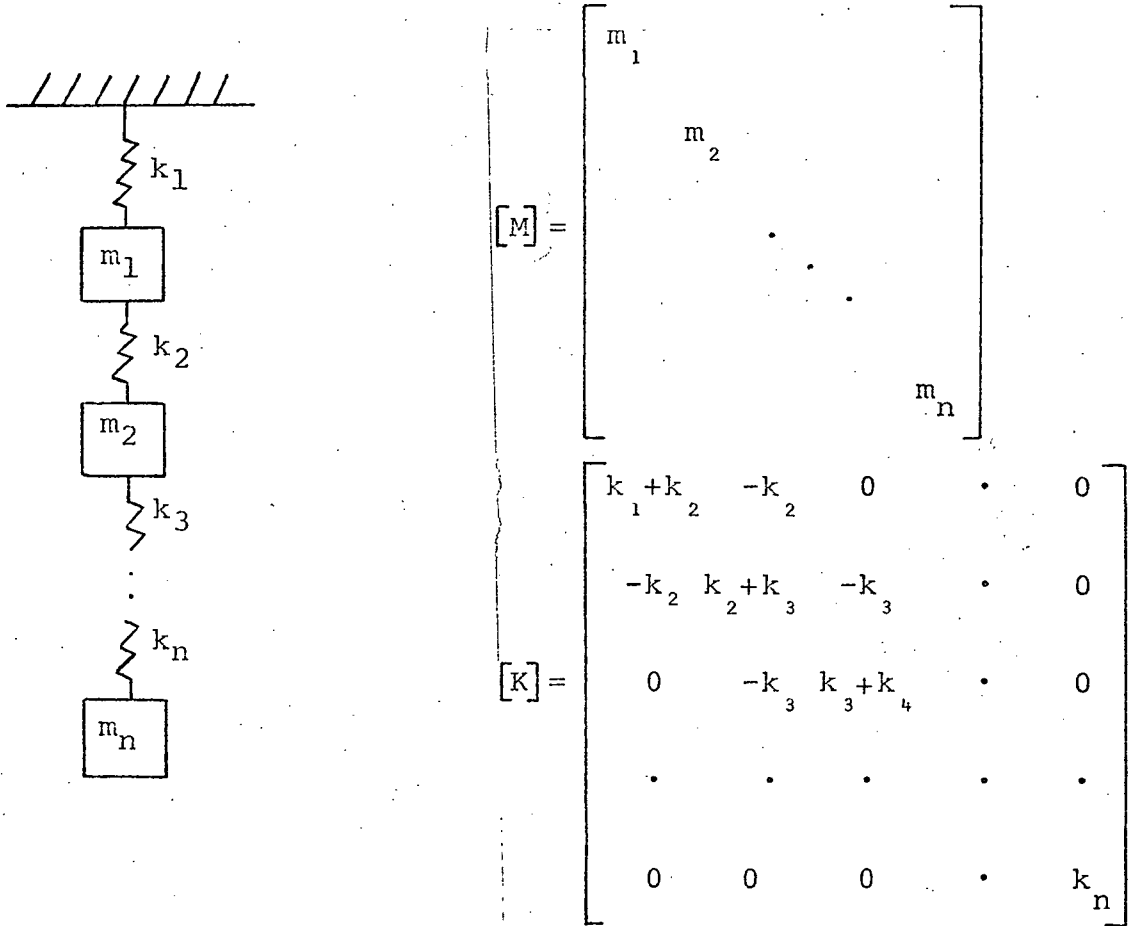 k₁
m₁
k₂
m₂
k₃
.
.
kₙ
mₙ
[M] =
m₁
m₂
. . .
mₙ
[K] =
k₁+k₂ -k₂ 0 . 0
-k₂ k₂+k₃ -k₃ . 0
0 -k₃ k₃+k₄ . 0
. . . . .
0 0 0 . kₙ